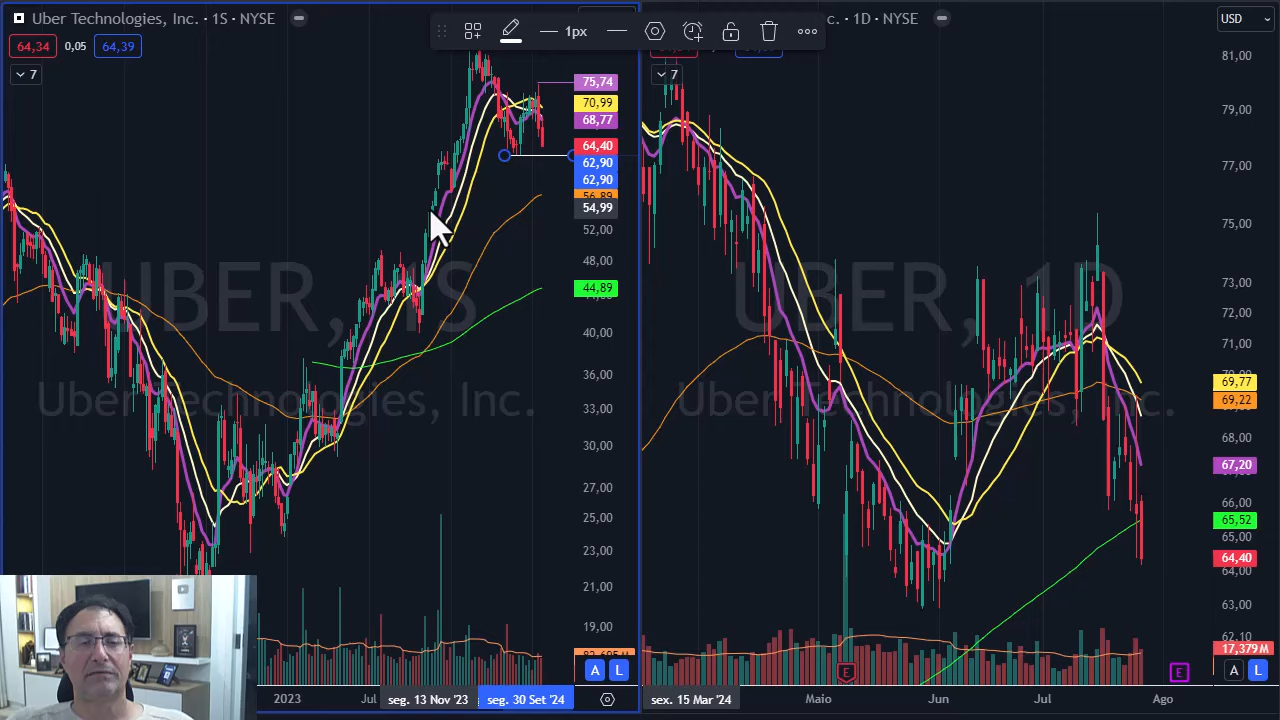 Uber Technologies, Inc. · 1S · NYSE
64,34 0,05 64,39
7
1px
c. · 1D · NYSE
7
USD
75,74
70,99
68,77
64,40
62,90
62,90
56,89
54,99
52,00
48,00
44,89
40,00
36,00
33,00
30,00
27,00
25,00
23,00
21,00
19,00
UBER, 1S
Uber Technologies, Inc.
A L
2023 Jul seg. 13 Nov '23 seg. 30 Set '24
81,00
79,00
77,00
75,00
73,00
72,00
71,00
69,77
69,22
68,00
67,20
66,00
65,52
65,00
64,40
64,00
63,00
62,10
17,379 M
UBER, 1D
Uber Technologies, Inc.
E E
A L
sex. 15 Mar '24 Maio Jun Jul Ago